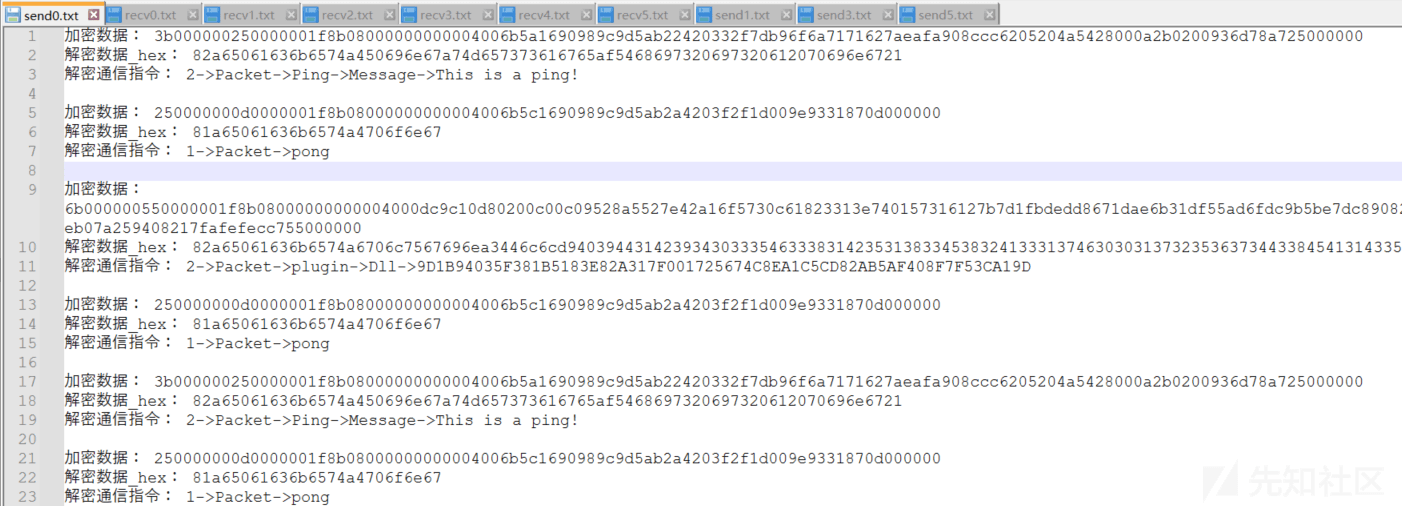 send0.txt recv0.txt recv1.txt recv2.txt recv3.txt recv4.txt recv5.txt send1.txt send3.txt send5.txt
1 加密数据： 3b000000250000001f8b08000000000004006b5a1690989c9d5ab22420332f7db96f6a7171627aeafa908ccc6205204a5428000a2b0200936d78a725000000
2 解密数据_hex： 82a65061636b6574a450696e67a74d657373616765af5468697320697320612070696e6721
3 解密通信指令： 2->Packet->Ping->Message->This is a ping!
4
5 加密数据： 250000000d0000001f8b08000000000004006b5c1690989c9d5ab2a4203f2f1d009e9331870d000000
6 解密数据_hex： 81a65061636b6574a4706f6e67
7 解密通信指令： 1->Packet->pong
8
9 加密数据：
6b000000550000001f8b08000000000004000dc9c10d80200c00c09528a5527e42a16f5730c61823313e740157316127b7d1fbdedd8671dae6b31df55ad6fdc9b5be7dc89082
eb07a259408217fafefecc755000000
10 解密数据_hex： 82a65061636b6574a6706c7567696ea3446c6cd940394431423934303335463338314235313833453832413331374630303137323536373443384541314335
11 解密通信指令： 2->Packet->plugin->Dll->9D1B94035F381B5183E82A317F001725674C8EA1C5CD82AB5AF408F7F53CA19D
12
13 加密数据： 250000000d0000001f8b08000000000004006b5c1690989c9d5ab2a4203f2f1d009e9331870d000000
14 解密数据_hex： 81a65061636b6574a4706f6e67
15 解密通信指令： 1->Packet->pong
16
17 加密数据： 3b000000250000001f8b08000000000004006b5a1690989c9d5ab22420332f7db96f6a7171627aeafa908ccc6205204a5428000a2b0200936d78a725000000
18 解密数据_hex： 82a65061636b6574a450696e67a74d657373616765af5468697320697320612070696e6721
19 解密通信指令： 2->Packet->Ping->Message->This is a ping!
20
21 加密数据： 250000000d0000001f8b08000000000004006b5c1690989c9d5ab2a4203f2f1d009e9331870d000000
22 解密数据_hex： 81a65061636b6574a4706f6e67
23 解密通信指令： 1->Packet->pong
先知社区